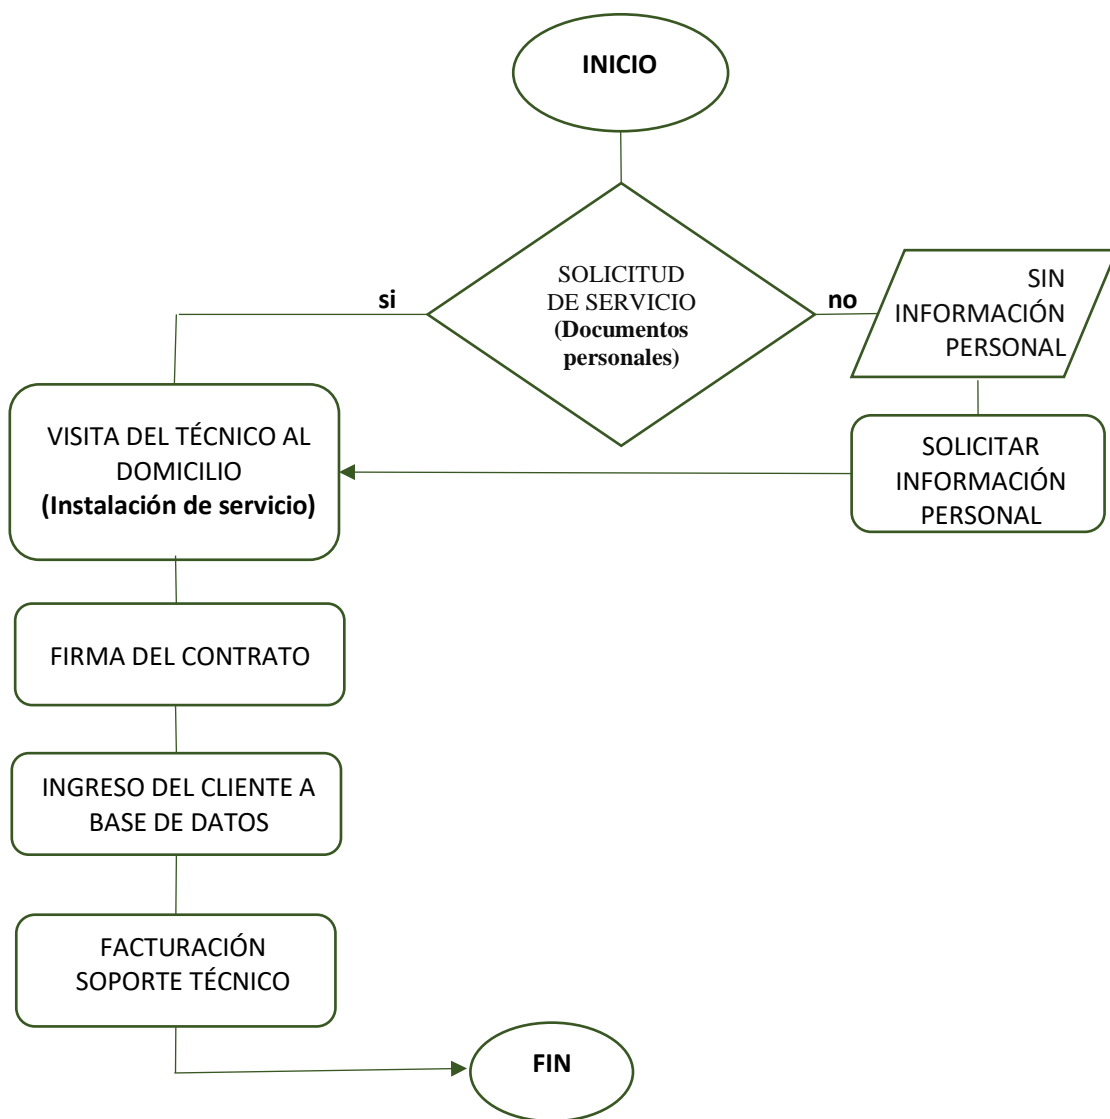 INICIO
SOLICITUD
DE SERVICIO
(Documentos
personales)
si
no
SIN
INFORMACIÓN
PERSONAL
SOLICITAR
INFORMACIÓN
PERSONAL
VISITA DEL TÉCNICO AL
DOMICILIO
(Instalación de servicio)
FIRMA DEL CONTRATO
INGRESO DEL CLIENTE A
BASE DE DATOS
FACTURACIÓN
SOPORTE TÉCNICO
FIN